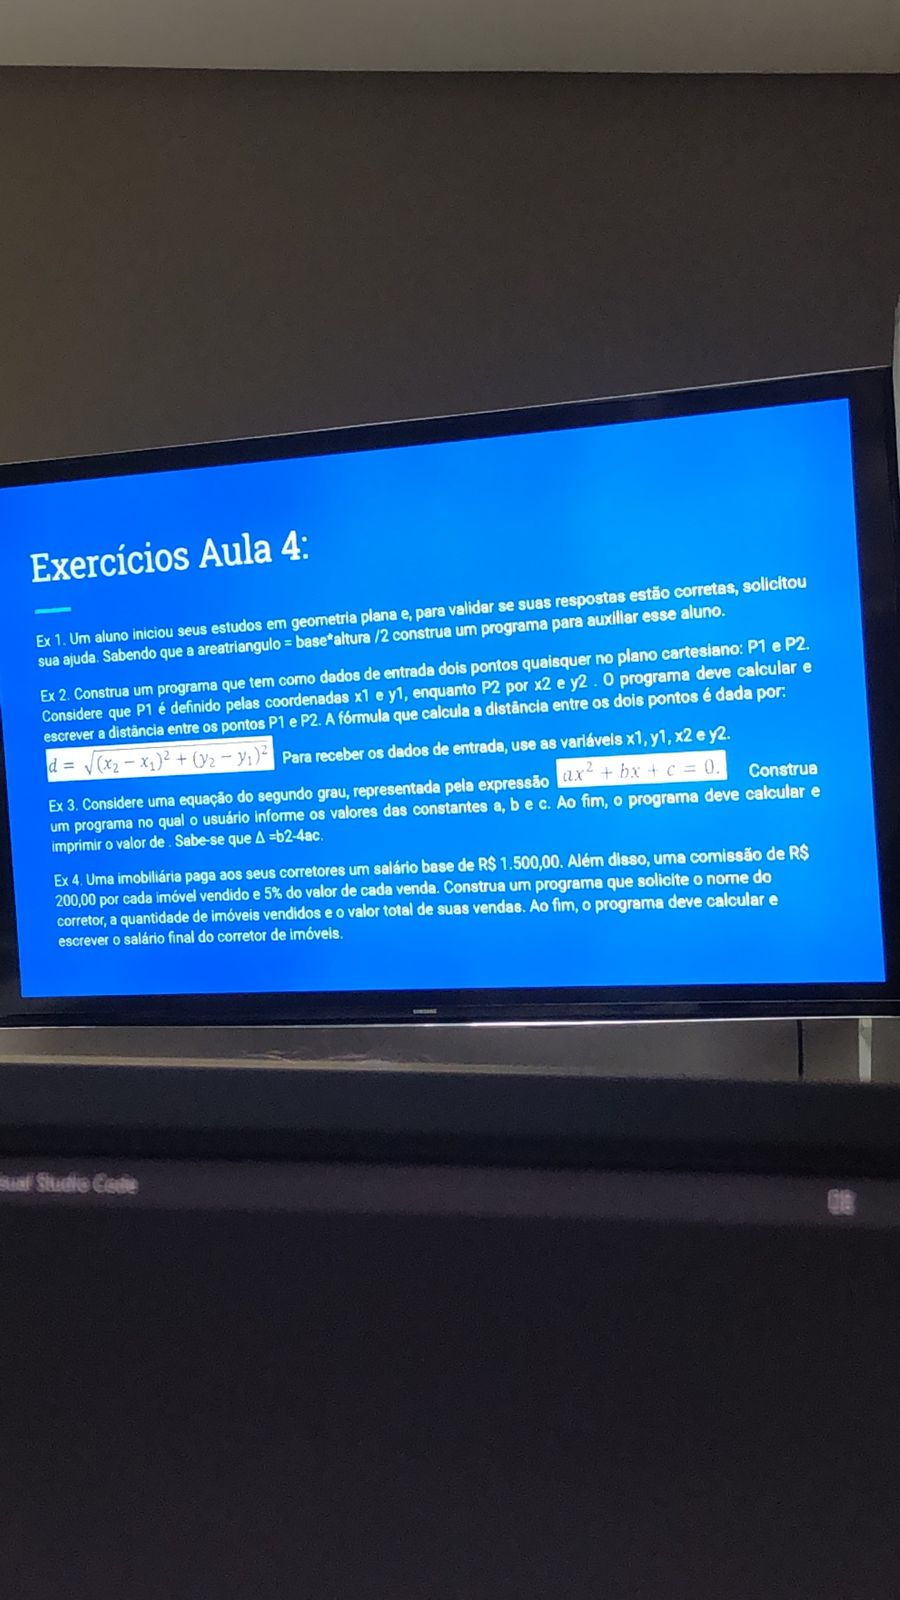 Exercícios Aula 4:
Ex 1. Um aluno iniciou seus estudos em geometria plana e, para validar se suas respostas estão corretas, solicitou
sua ajuda. Sabendo que a areatriangulo = base*altura /2 construa um programa para auxiliar esse aluno.
Ex 2. Construa um programa que tem como dados de entrada dois pontos quaisquer no plano cartesiano: P1 e P2.
Considere que P1 é definido pelas coordenadas x1 e y1, enquanto P2 por x2 e y2 . O programa deve calcular e
escrever a distância entre os pontos P1 e P2. A fórmula que calcula a distância entre os dois pontos é dada por:
d = √(x₂ − x₁)² + (y₂ − y₁)² Para receber os dados de entrada, use as variáveis x1, y1, x2 e y2.
Ex 3. Considere uma equação do segundo grau, representada pela expressão ax² + bx + c = 0. Construa
um programa no qual o usuário informe os valores das constantes a, b e c. Ao fim, o programa deve calcular e
imprimir o valor de . Sabe-se que Δ =b2-4ac.
Ex 4. Uma imobiliária paga aos seus corretores um salário base de R$ 1.500,00. Além disso, uma comissão de R$
200,00 por cada imóvel vendido e 5% do valor de cada venda. Construa um programa que solicite o nome do
corretor, a quantidade de imóveis vendidos e o valor total de suas vendas. Ao fim, o programa deve calcular e
escrever o salário final do corretor de imóveis.
SAMSUNG
Studio Code